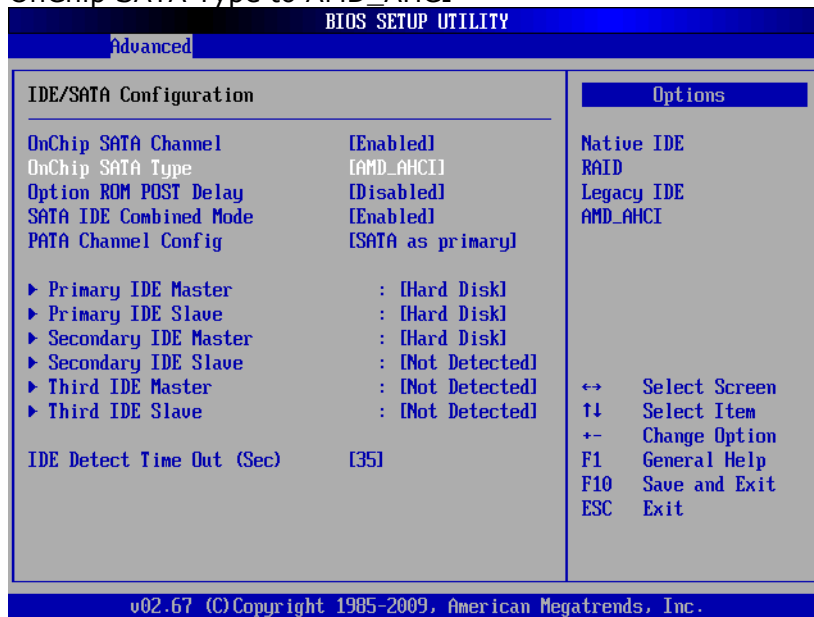 OnChip SATA Type to AMD_AHCI
BIOS SETUP UTILITY
Advanced
IDE/SATA Configuration
OnChip SATA Channel [Enabled]
OnChip SATA Type [AMD_AHCI]
Option ROM POST Delay [Disabled]
SATA IDE Combined Mode [Enabled]
PATA Channel Config [SATA as primary]
▶ Primary IDE Master : [Hard Disk]
▶ Primary IDE Slave : [Hard Disk]
▶ Secondary IDE Master : [Hard Disk]
▶ Secondary IDE Slave : [Not Detected]
▶ Third IDE Master : [Not Detected]
▶ Third IDE Slave : [Not Detected]
IDE Detect Time Out (Sec) [35]
Options
Native IDE
RAID
Legacy IDE
AMD_AHCI
↔ Select Screen
↑↓ Select Item
+- Change Option
F1 General Help
F10 Save and Exit
ESC Exit
v02.67 (C)Copyright 1985-2009, American Megatrends, Inc.